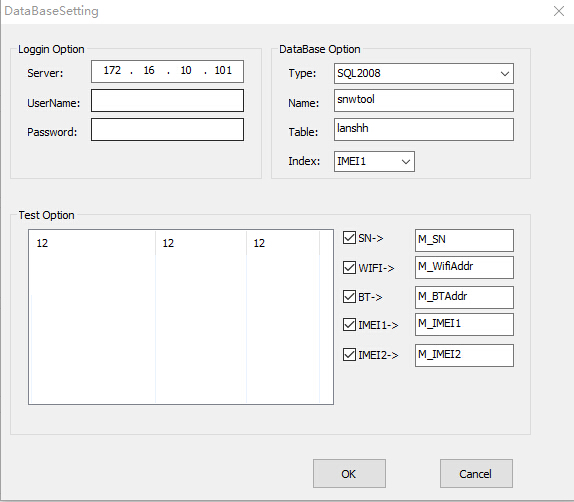 DataBaseSetting
Loggin Option
Server: 172 . 16 . 10 . 101
UserName:
Password:
DataBase Option
Type: SQL2008
Name: snwtool
Table: lanshh
Index: IMEI1
Test Option
12 12 12
SN-> M_SN
WIFI-> M_WifiAddr
BT-> M_BTAddr
IMEI1-> M_IMEI1
IMEI2-> M_IMEI2
OK Cancel